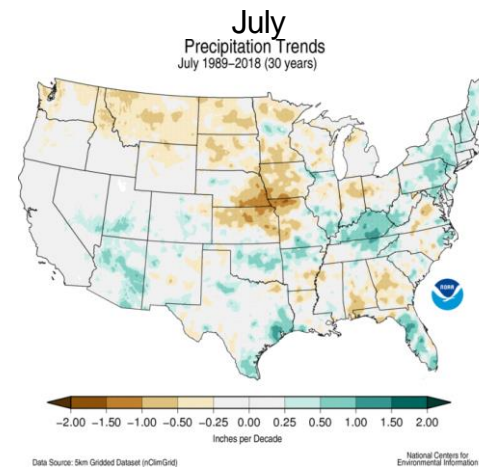 July
Precipitation Trends
July 1989–2018 (30 years)
NOAA
−2.00 −1.50 −1.00 −0.50 −0.25 0.00 0.25 0.50 1.00 1.50 2.00
Inches per Decade
Data Source: 5km Gridded Dataset (nClimGrid)
National Centers for
Environmental Information